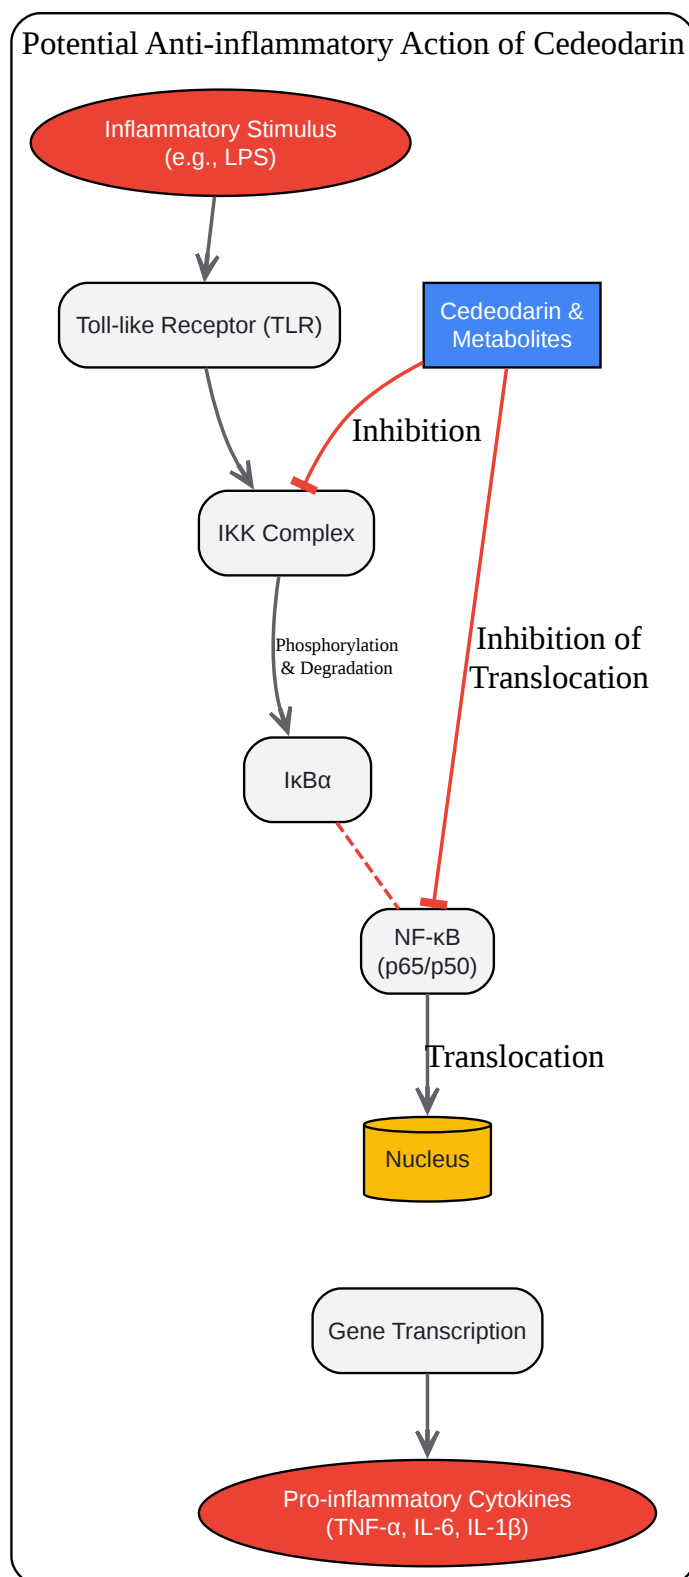 Potential Anti-inflammatory Action of Cedeodarin
Inflammatory Stimulus
(e.g., LPS)
Toll-like Receptor (TLR)
Cedeodarin &
Metabolites
Inhibition
IKK Complex
Phosphorylation
& Degradation
Inhibition of
Translocation
IκBα
NF-κB
(p65/p50)
Translocation
Nucleus
Gene Transcription
Pro-inflammatory Cytokines
(TNF-α, IL-6, IL-1β)